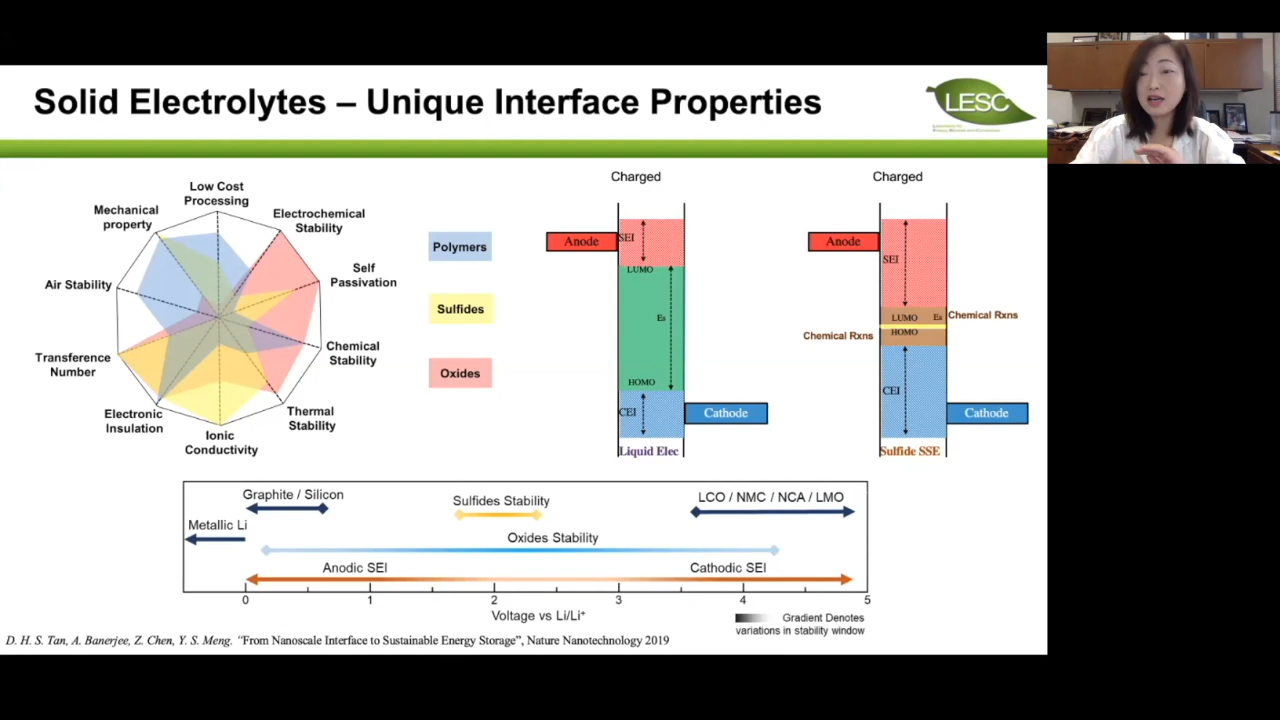 Solid Electrolytes – Unique Interface Properties
LESC
Low Cost
Processing
Mechanical
property
Electrochemical
Stability
Air Stability
Self
Passivation
Transference
Number
Chemical
Stability
Electronic
Insulation
Thermal
Stability
Ionic
Conductivity
Polymers
Sulfides
Oxides
Charged
Anode
SEI
LUMO
Es
HOMO
CEI
Cathode
Liquid Elec
Charged
Anode
SEI
LUMO
Es
Chemical Rxns
HOMO
Chemical Rxns
CEI
Cathode
Sulfide SSE
Graphite / Silicon
Sulfides Stability
LCO / NMC / NCA / LMO
Metallic Li
Oxides Stability
Anodic SEI
Cathodic SEI
0 1 2 3 4 5
Voltage vs Li/Li⁺
Gradient Denotes
variations in stability window
D. H. S. Tan, A. Banerjee, Z. Chen, Y. S. Meng. “From Nanoscale Interface to Sustainable Energy Storage”, Nature Nanotechnology 2019